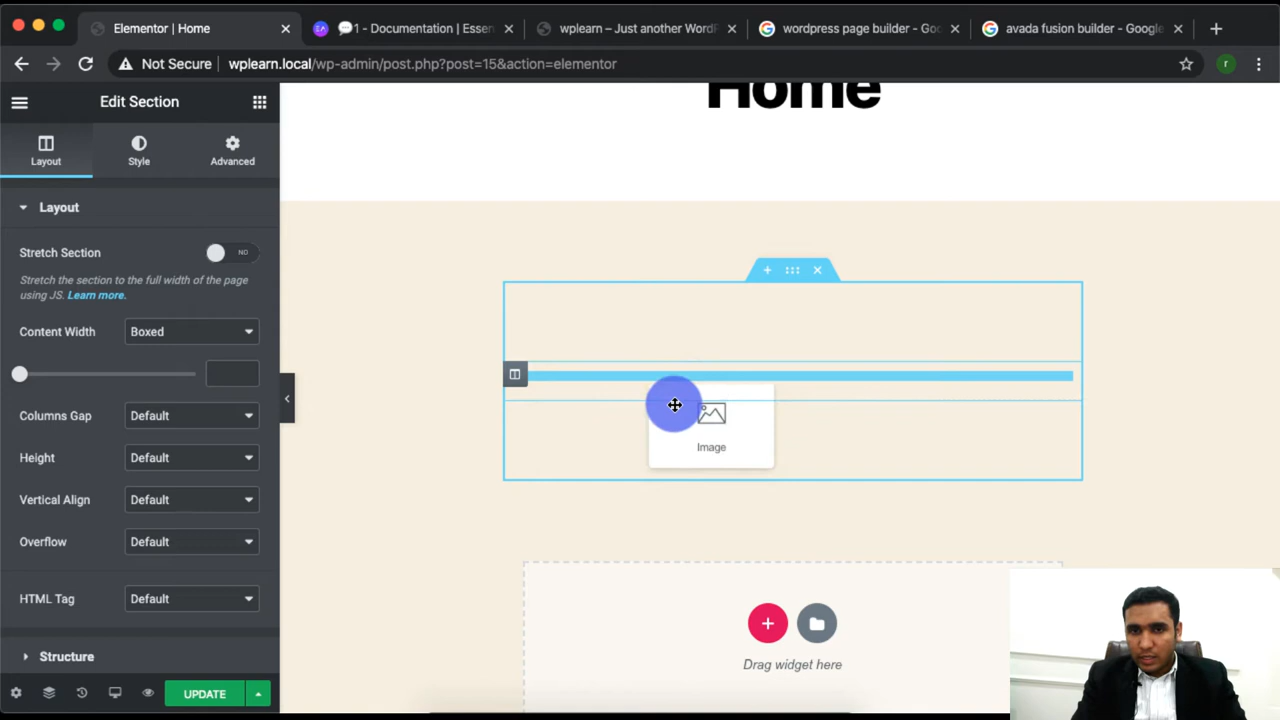 Elementor | Home
1 - Documentation | Essen
wplearn – Just another WordP
wordpress page builder - Goo
avada fusion builder - Google
Not Secure
wplearn.local/wp-admin/post.php?post=15&action=elementor
r
Edit Section
Layout
Style
Advanced
Layout
Stretch Section
NO
Stretch the section to the full width of the page
using JS. Learn more.
Content Width
Boxed
Columns Gap
Default
Height
Default
Vertical Align
Default
Overflow
Default
HTML Tag
Default
Structure
UPDATE
Home
Image
Drag widget here